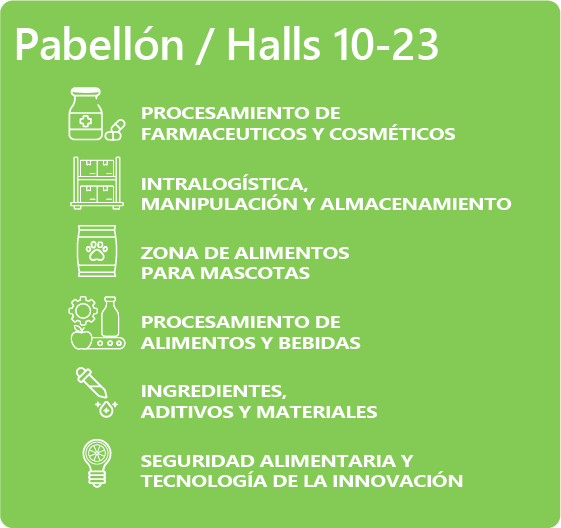 Pabellón / Halls 10-23
PROCESAMIENTO DE
FARMACEUTICOS Y COSMÉTICOS
INTRALOGÍSTICA,
MANIPULACIÓN Y ALMACENAMIENTO
ZONA DE ALIMENTOS
PARA MASCOTAS
PROCESAMIENTO DE
ALIMENTOS Y BEBIDAS
INGREDIENTES,
ADITIVOS Y MATERIALES
SEGURIDAD ALIMENTARIA Y
TECNOLOGÍA DE LA INNOVACIÓN